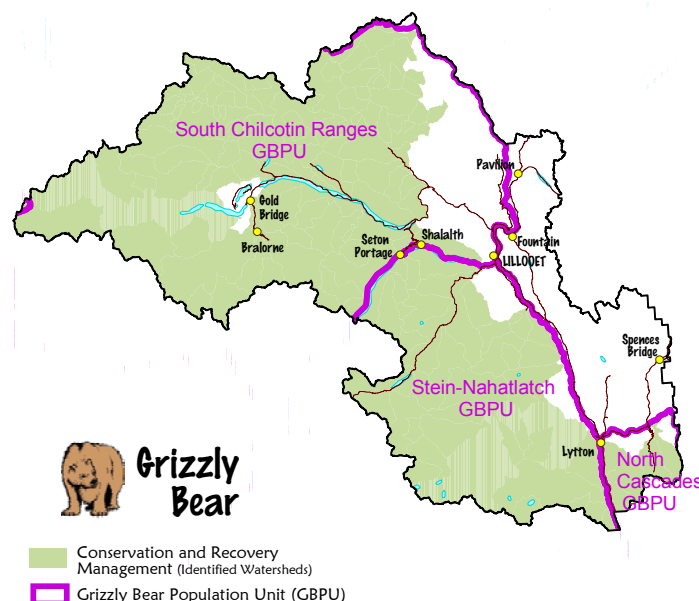 South Chilcotin Ranges
GBPU
Pavilion
Gold
Bridge
Bralorne
Seton
Portage
Shalalth
Fountain
LILLOOET
Spences
Bridge
Stein-Nahatlatch
GBPU
Lytton
North
Cascades
GBPU
Grizzly
Bear
Conservation and Recovery
Management (Identified Watersheds)
Grizzly Bear Population Unit (GBPU)